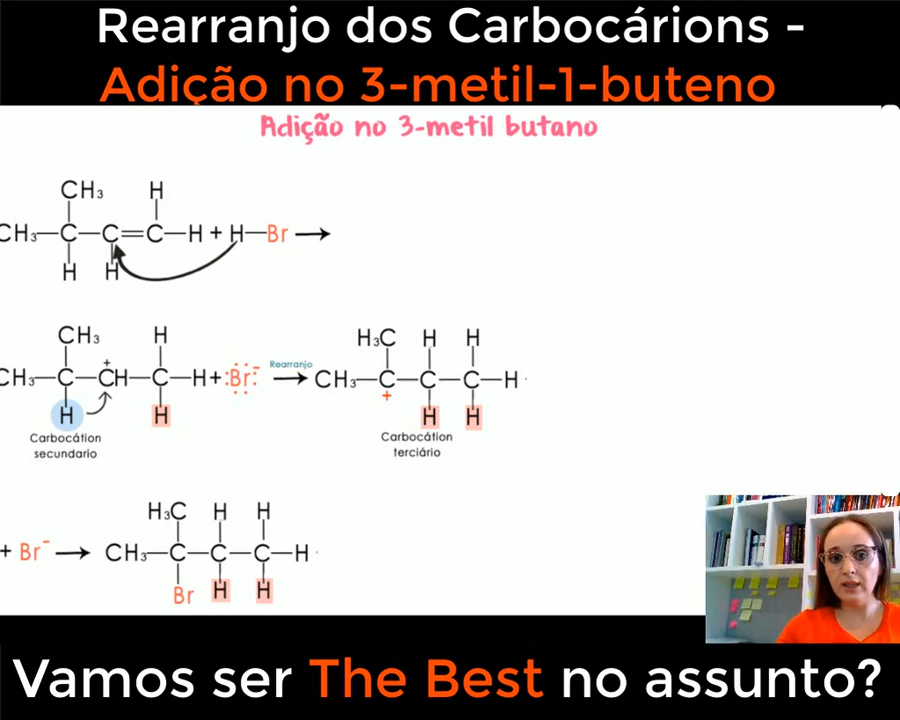 Rearranjo dos Carbocárions -
Adição no 3-metil-1-buteno
Adição no 3-metil butano
CH₃ H
CH₃—C—C=C—H + H—Br →
H H
CH₃ H H₃C H H
CH₃—C—CH—C—H + :Br:⁻ Rearranjo → CH₃—C—C—C—H
+ +
H H H H
Carbocátion Carbocátion
secundario terciário
H₃C H H
+ Br⁻ → CH₃—C—C—C—H
Br H H
Vamos ser The Best no assunto?